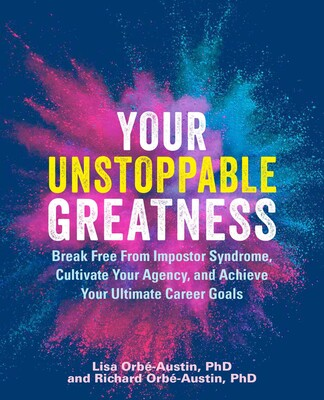 YOUR
UNSTOPPABLE
GREATNESS
Break Free From Impostor Syndrome,
Cultivate Your Agency, and Achieve
Your Ultimate Career Goals
Lisa Orbé-Austin, PhD
and Richard Orbé-Austin, PhD